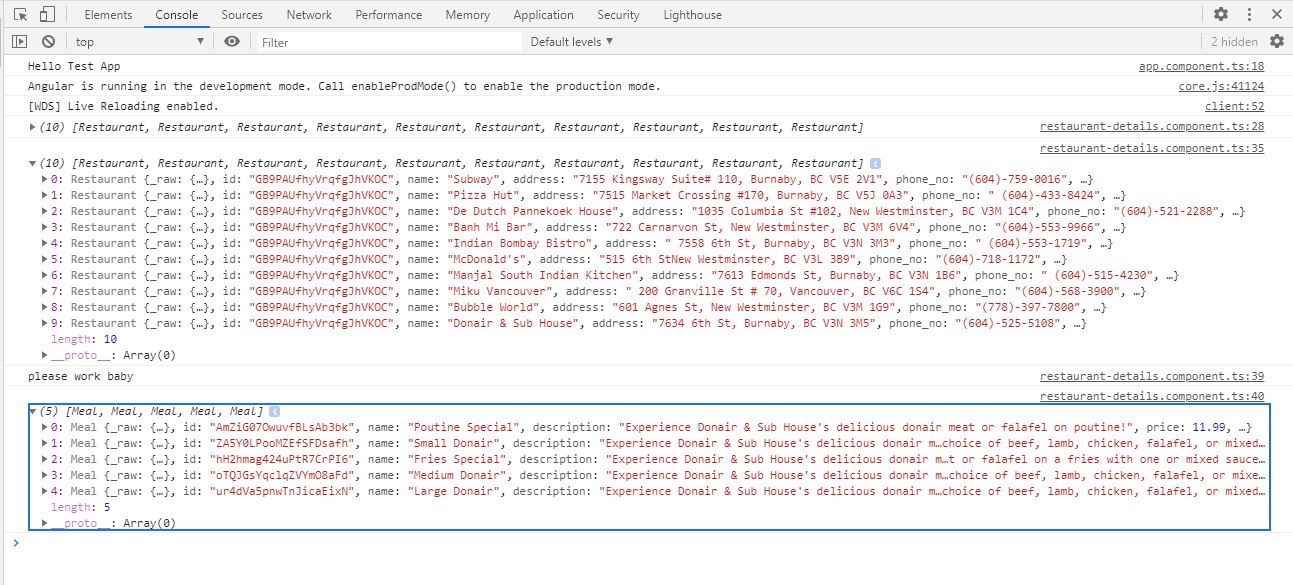 Elements Console Sources Network Performance Memory Application Security Lighthouse
top Filter Default levels 2 hidden
Hello Test App app.component.ts:18
Angular is running in the development mode. Call enableProdMode() to enable the production mode. core.js:41124
[WDS] Live Reloading enabled. client:52
(10) [Restaurant, Restaurant, Restaurant, Restaurant, Restaurant, Restaurant, Restaurant, Restaurant, Restaurant, Restaurant] restaurant-details.component.ts:28
restaurant-details.component.ts:35
(10) [Restaurant, Restaurant, Restaurant, Restaurant, Restaurant, Restaurant, Restaurant, Restaurant, Restaurant, Restaurant] i
0: Restaurant {_raw: {…}, id: "GB9PAUfhyVrqfgJhVKOC", name: "Subway", address: "7155 Kingsway Suite# 110, Burnaby, BC V5E 2V1", phone_no: "(604)-759-0016", …}
1: Restaurant {_raw: {…}, id: "GB9PAUfhyVrqfgJhVKOC", name: "Pizza Hut", address: "7515 Market Crossing #170, Burnaby, BC V5J 0A3", phone_no: " (604)-433-8424", …}
2: Restaurant {_raw: {…}, id: "GB9PAUfhyVrqfgJhVKOC", name: "De Dutch Pannekoek House", address: "1035 Columbia St #102, New Westminster, BC V3M 1C4", phone_no: "(604)-521-2288", …}
3: Restaurant {_raw: {…}, id: "GB9PAUfhyVrqfgJhVKOC", name: "Banh Mi Bar", address: "722 Carnarvon St, New Westminster, BC V3M 6V4", phone_no: "(604)-553-9966", …}
4: Restaurant {_raw: {…}, id: "GB9PAUfhyVrqfgJhVKOC", name: "Indian Bombay Bistro", address: " 7558 6th St, Burnaby, BC V3N 3M3", phone_no: " (604)-553-1719", …}
5: Restaurant {_raw: {…}, id: "GB9PAUfhyVrqfgJhVKOC", name: "McDonald's", address: "515 6th StNew Westminster, BC V3L 3B9", phone_no: "(604)-718-1172", …}
6: Restaurant {_raw: {…}, id: "GB9PAUfhyVrqfgJhVKOC", name: "Manjal South Indian Kitchen", address: "7613 Edmonds St, Burnaby, BC V3N 1B6", phone_no: " (604)-515-4230", …}
7: Restaurant {_raw: {…}, id: "GB9PAUfhyVrqfgJhVKOC", name: "Miku Vancouver", address: " 200 Granville St # 70, Vancouver, BC V6C 1S4", phone_no: "(604)-568-3900", …}
8: Restaurant {_raw: {…}, id: "GB9PAUfhyVrqfgJhVKOC", name: "Bubble World", address: "601 Agnes St, New Westminster, BC V3M 1G9", phone_no: "(778)-397-7800", …}
9: Restaurant {_raw: {…}, id: "GB9PAUfhyVrqfgJhVKOC", name: "Donair & Sub House", address: "7634 6th St, Burnaby, BC V3N 3M5", phone_no: "(604)-525-5108", …}
length: 10
__proto__: Array(0)
please work baby restaurant-details.component.ts:39
restaurant-details.component.ts:40
(5) [Meal, Meal, Meal, Meal, Meal] i
0: Meal {_raw: {…}, id: "AmZiG07OwuvfBLsAb3bk", name: "Poutine Special", description: "Experience Donair & Sub House's delicious donair meat or falafel on poutine!", price: 11.99, …}
1: Meal {_raw: {…}, id: "ZA5Y0LPooMZEfSFDsafh", name: "Small Donair", description: "Experience Donair & Sub House's delicious donair m…choice of beef, lamb, chicken, falafel, or mixed…
2: Meal {_raw: {…}, id: "hH2hmag424uPtR7CrPI6", name: "Fries Special", description: "Experience Donair & Sub House's delicious donair m…t or falafel on a fries with one or mixed sauce…
3: Meal {_raw: {…}, id: "oTQJGsYqclqZVYmO8aFd", name: "Medium Donair", description: "Experience Donair & Sub House's delicious donair m…choice of beef, lamb, chicken, falafel, or mixe…
4: Meal {_raw: {…}, id: "ur4dVa5pnwTnJicaEixN", name: "Large Donair", description: "Experience Donair & Sub House's delicious donair m…choice of beef, lamb, chicken, falafel, or mixed…
length: 5
__proto__: Array(0)